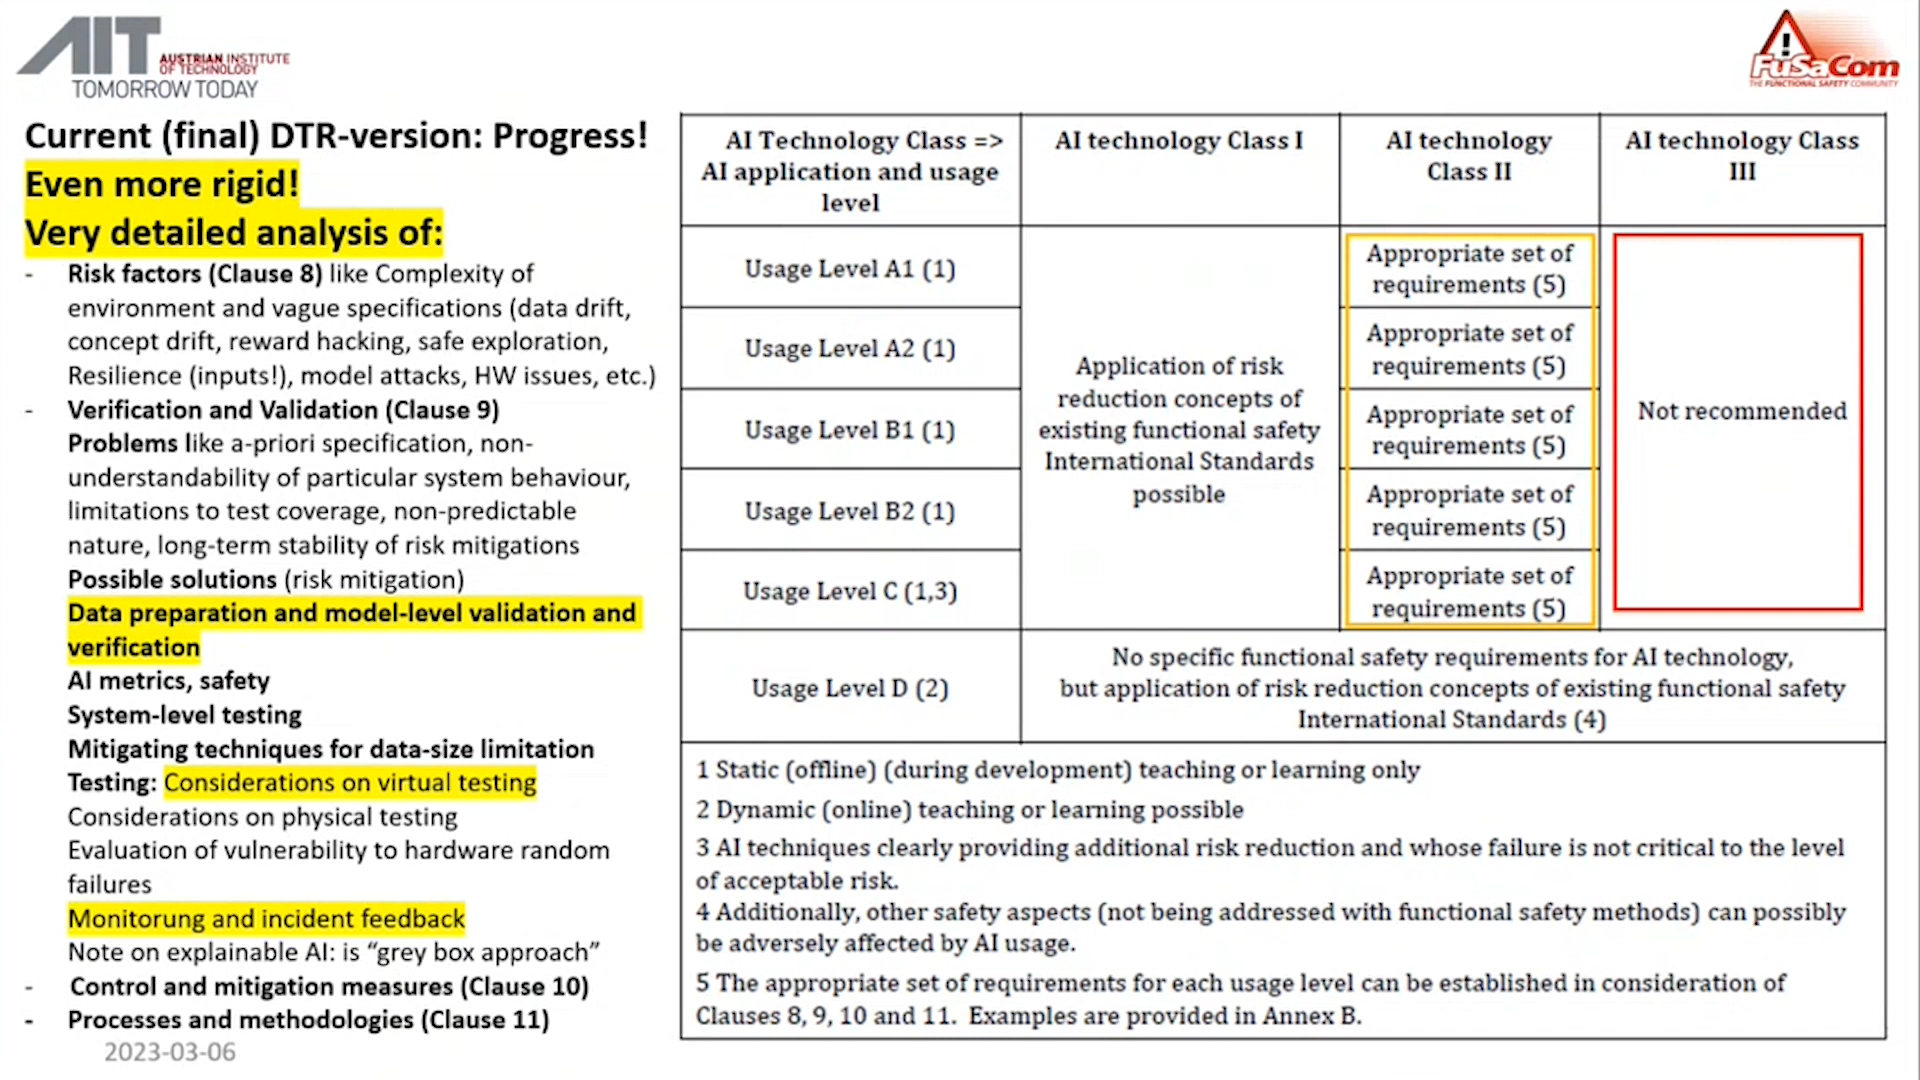 AIT
AUSTRIAN INSTITUTE
OF TECHNOLOGY
TOMORROW TODAY
FuSaCom
THE FUNCTIONAL SAFETY COMMUNITY
Current (final) DTR-version: Progress!
Even more rigid!
Very detailed analysis of:
- Risk factors (Clause 8) like Complexity of
environment and vague specifications (data drift,
concept drift, reward hacking, safe exploration,
Resilience (inputs!), model attacks, HW issues, etc.)
- Verification and Validation (Clause 9)
Problems like a-priori specification, non-
understandability of particular system behaviour,
limitations to test coverage, non-predictable
nature, long-term stability of risk mitigations
Possible solutions (risk mitigation)
Data preparation and model-level validation and
verification
AI metrics, safety
System-level testing
Mitigating techniques for data-size limitation
Testing: Considerations on virtual testing
Considerations on physical testing
Evaluation of vulnerability to hardware random
failures
Monitorung and incident feedback
Note on explainable AI: is “grey box approach”
- Control and mitigation measures (Clause 10)
- Processes and methodologies (Clause 11)
2023-03-06
AI Technology Class =>
AI application and usage
level
AI technology Class I
AI technology
Class II
AI technology Class
III
Usage Level A1 (1)
Usage Level A2 (1)
Usage Level B1 (1)
Usage Level B2 (1)
Usage Level C (1,3)
Application of risk
reduction concepts of
existing functional safety
International Standards
possible
Appropriate set of
requirements (5)
Appropriate set of
requirements (5)
Appropriate set of
requirements (5)
Appropriate set of
requirements (5)
Appropriate set of
requirements (5)
Not recommended
Usage Level D (2)
No specific functional safety requirements for AI technology,
but application of risk reduction concepts of existing functional safety
International Standards (4)
1 Static (offline) (during development) teaching or learning only
2 Dynamic (online) teaching or learning possible
3 AI techniques clearly providing additional risk reduction and whose failure is not critical to the level
of acceptable risk.
4 Additionally, other safety aspects (not being addressed with functional safety methods) can possibly
be adversely affected by AI usage.
5 The appropriate set of requirements for each usage level can be established in consideration of
Clauses 8, 9, 10 and 11. Examples are provided in Annex B.